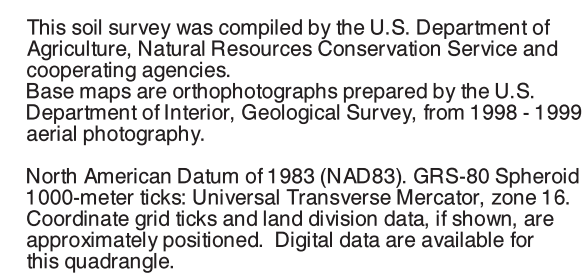 This soil survey was compiled by the U.S. Department of
Agriculture, Natural Resources Conservation Service and
cooperating agencies.
Base maps are orthophotographs prepared by the U.S.
Department of Interior, Geological Survey, from 1998 - 1999
aerial photography.
North American Datum of 1983 (NAD83). GRS-80 Spheroid
1000-meter ticks: Universal Transverse Mercator, zone 16.
Coordinate grid ticks and land division data, if shown, are
approximately positioned. Digital data are available for
this quadrangle.